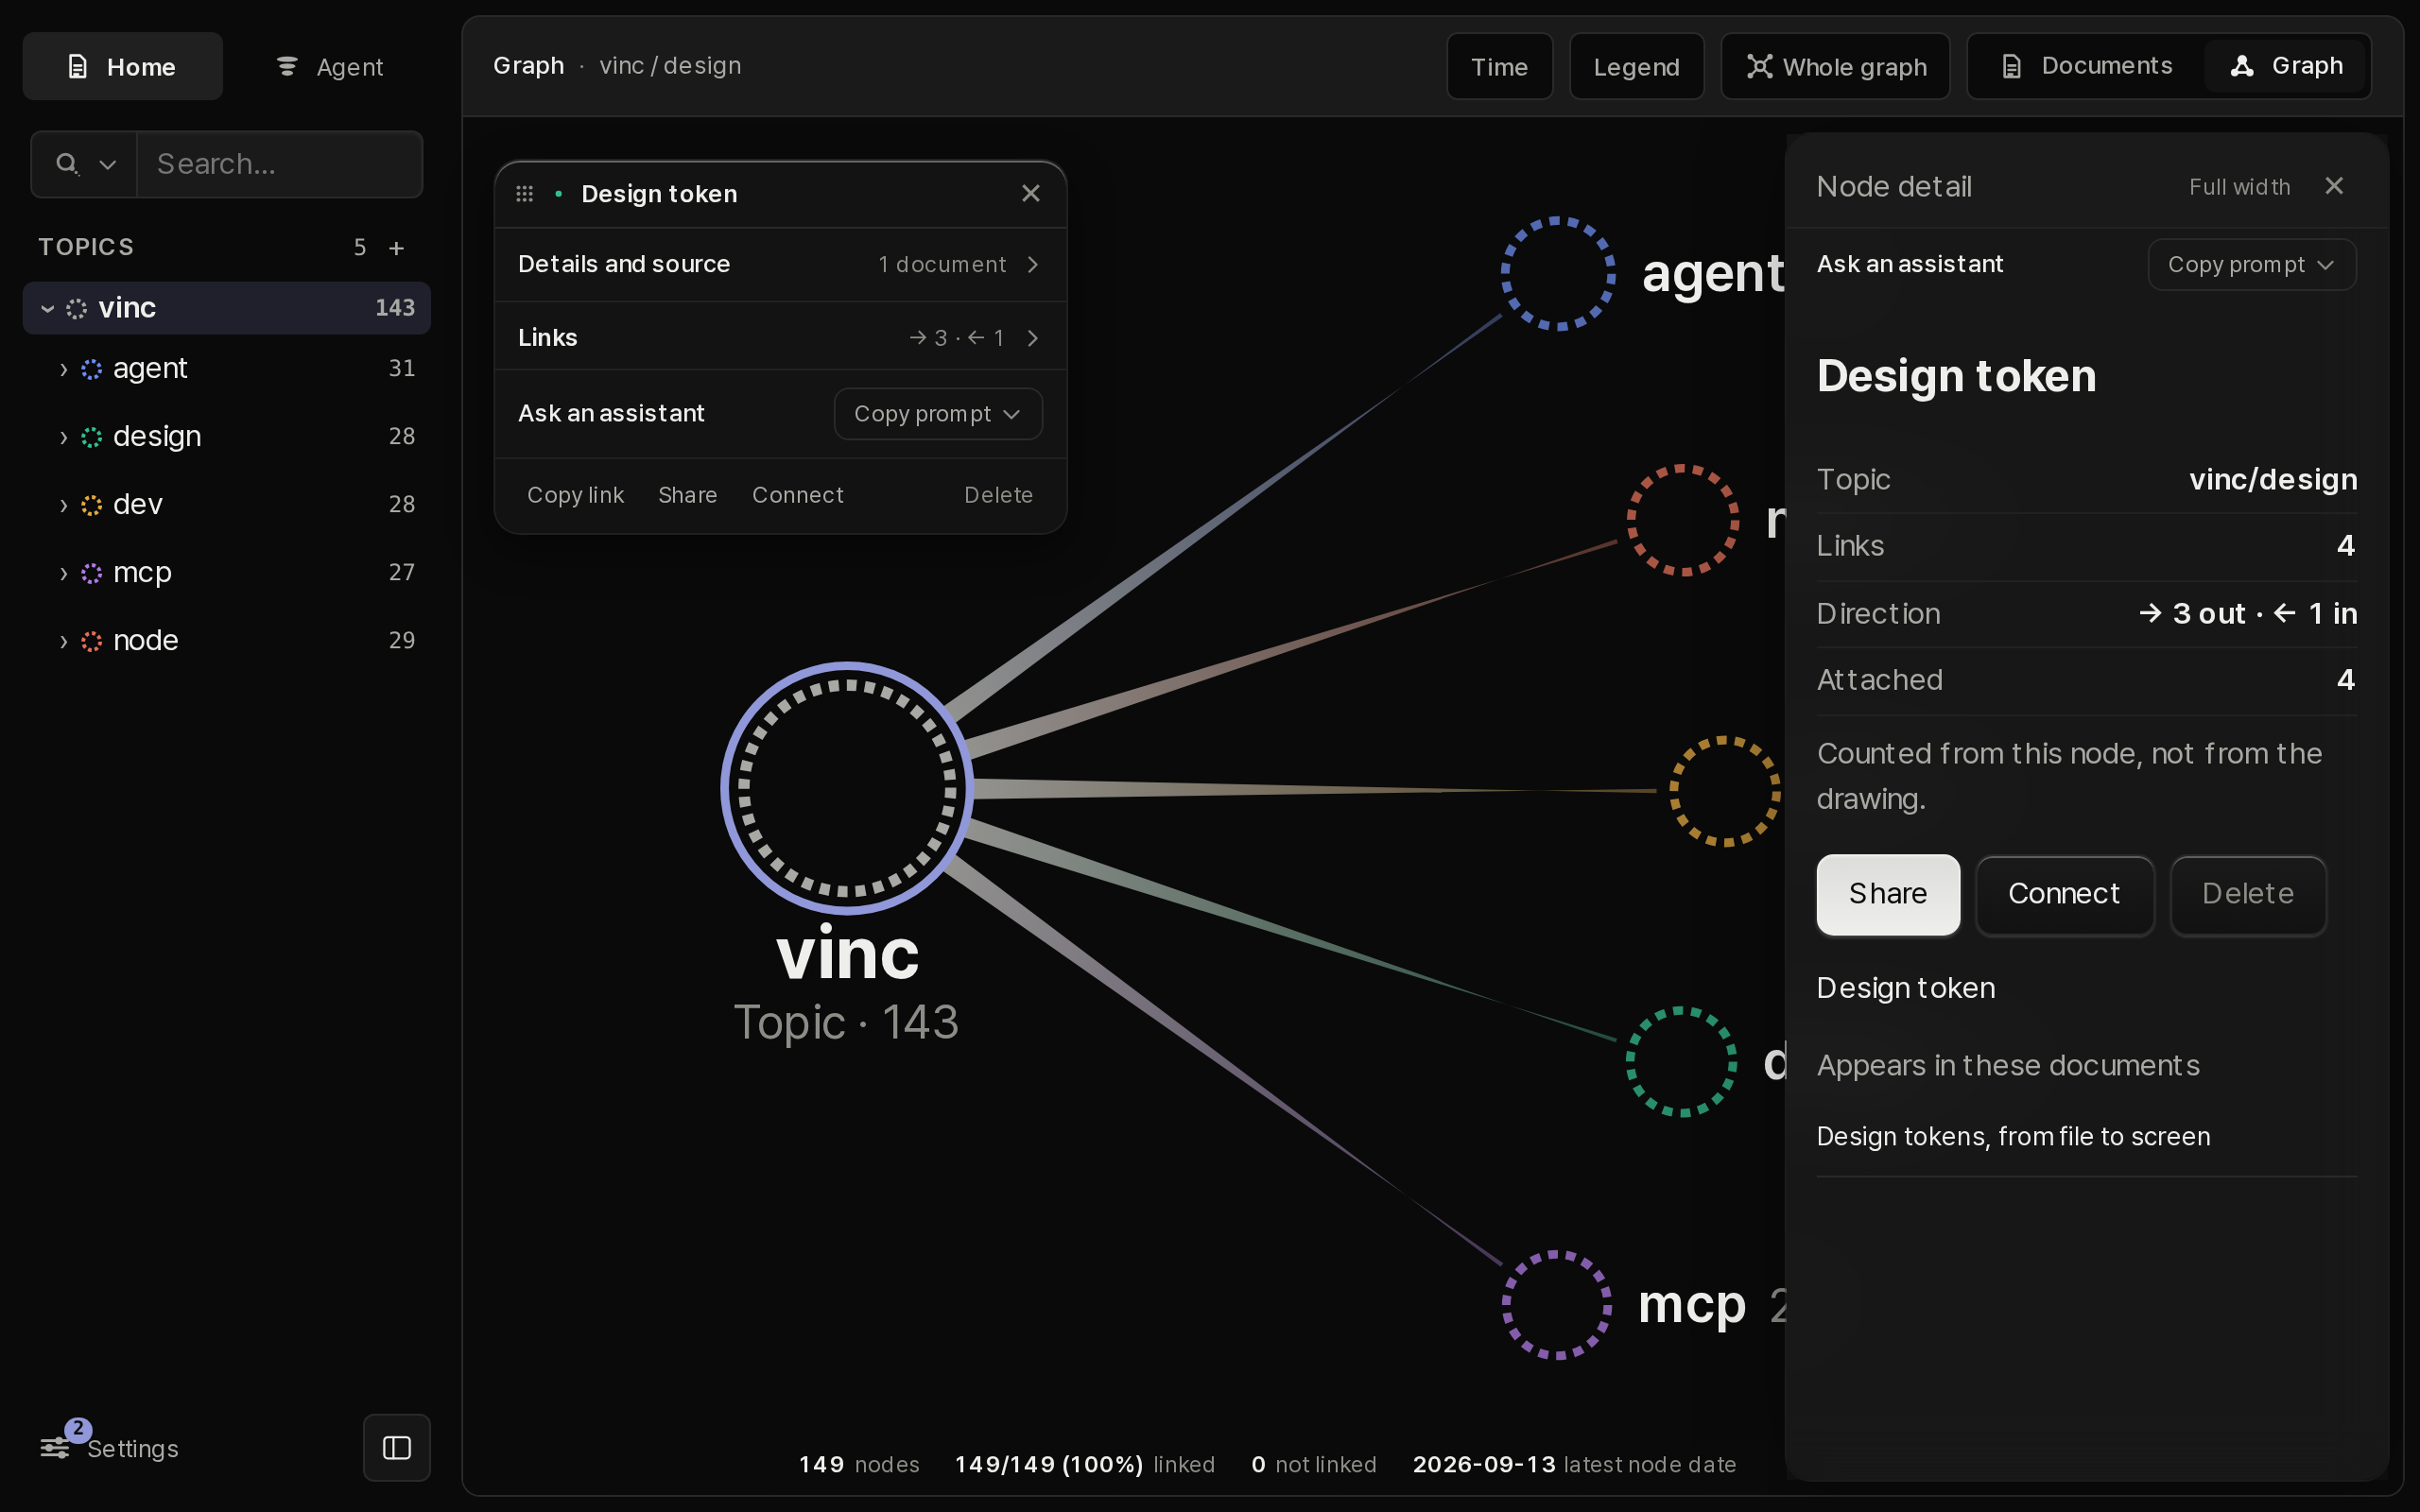 Home
Agent
Search...
TOPICS 5 +
vinc 143
agent 31
design 28
dev 28
mcp 27
node 29
2
Settings
Graph · vinc / design
Time
Legend
Whole graph
Documents
Graph
Design token
Details and source 1 document
Links → 3 · ← 1
Ask an assistant Copy prompt
Copy link Share Connect Delete
agent
vinc
Topic · 143
mcp 2
149 nodes 149/149 (100%) linked 0 not linked 2026-09-13 latest node date
Node detail Full width
Ask an assistant Copy prompt
Design token
Topic vinc/design
Links 4
Direction → 3 out · ← 1 in
Attached 4
Counted from this node, not from the
drawing.
Share Connect Delete
Design token
Appears in these documents
Design tokens, from file to screen